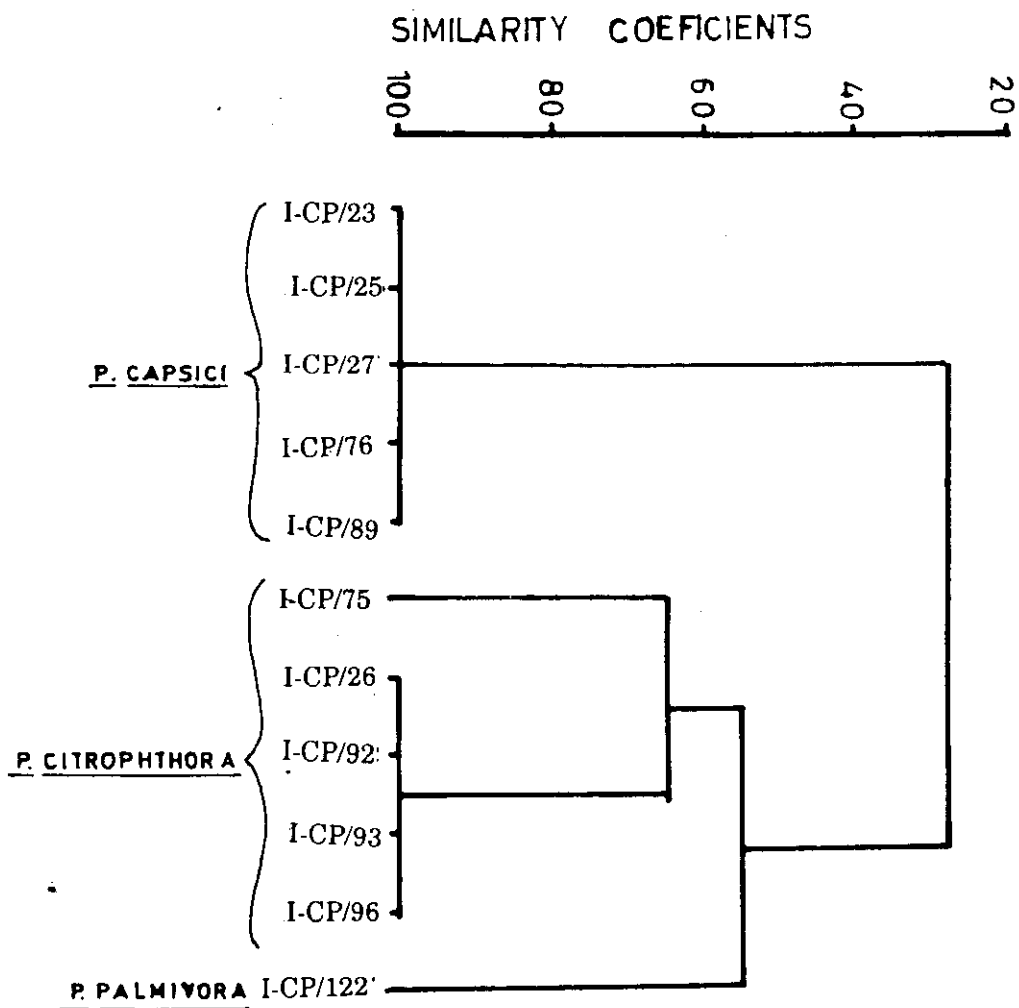 SIMILARITY COEFICIENTS
100 80 60 40 20
I-CP/23
I-CP/25
I-CP/27
P. CAPSICI
I-CP/76
I-CP/89
I-CP/75
I-CP/26
I-CP/92
P. CITROPHTHORA
I-CP/93
I-CP/96
P. PALMIVORA I-CP/122